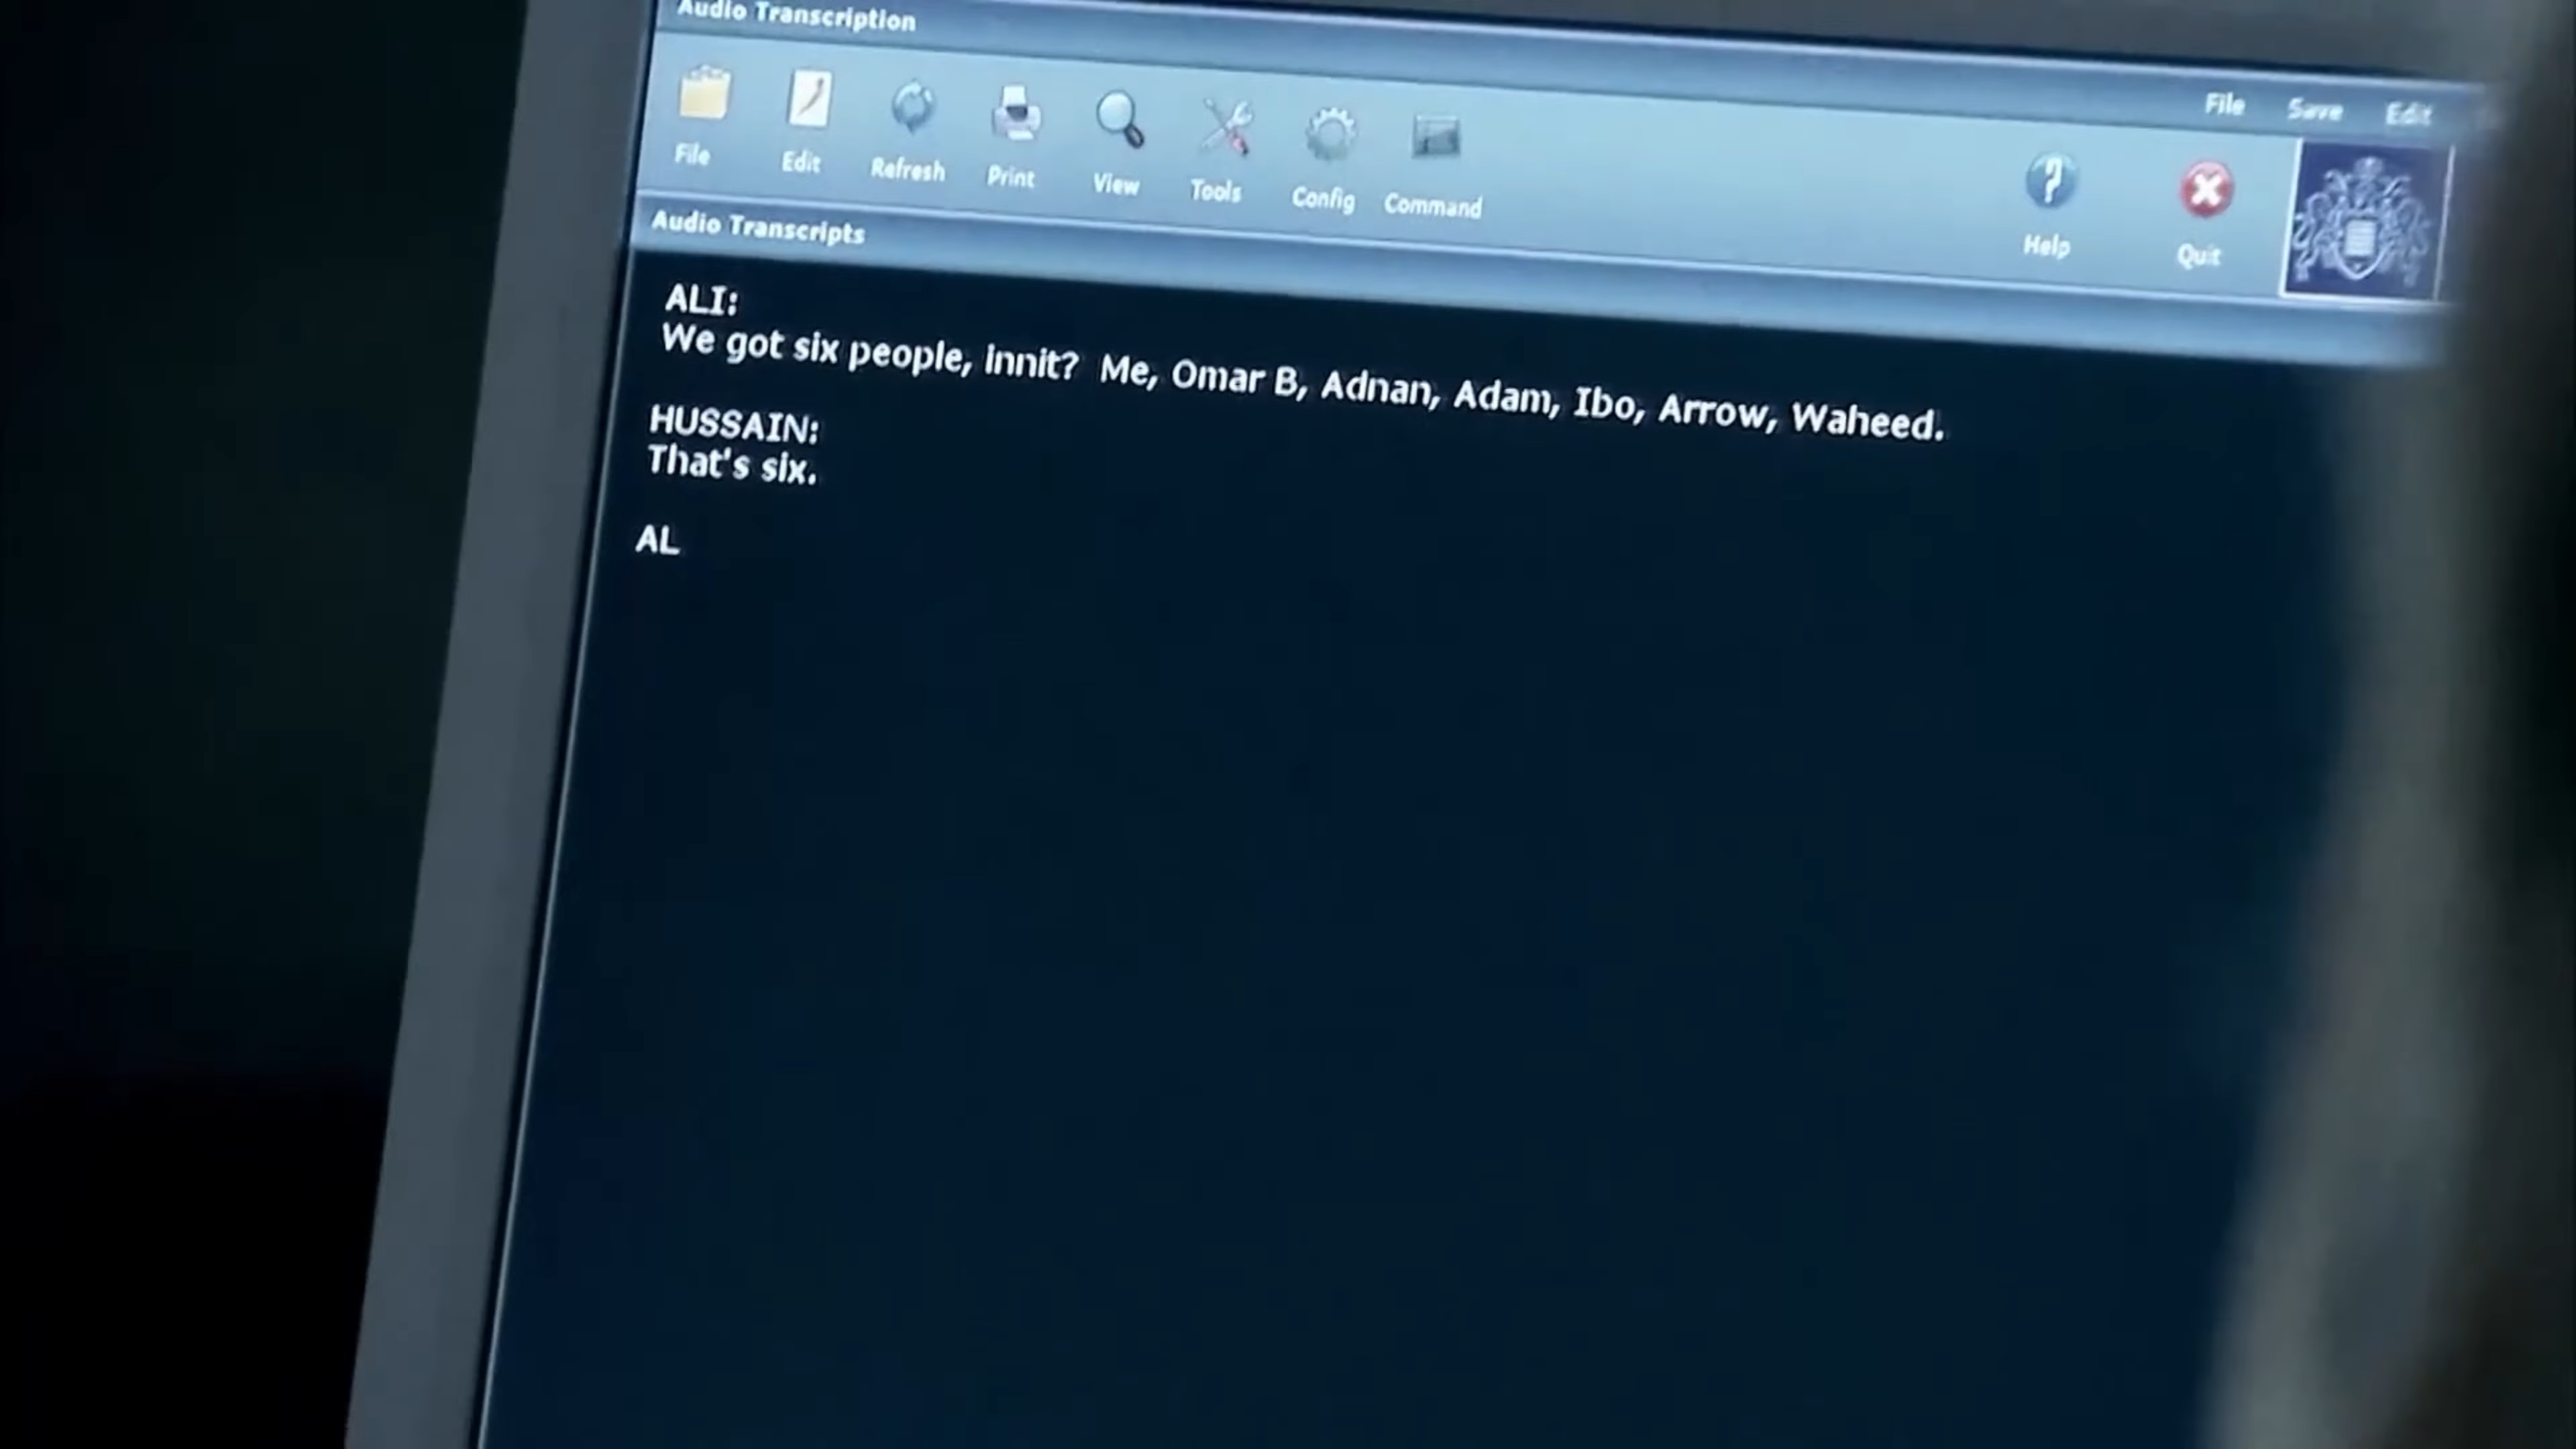 Audio Transcription
File Save Edit
File Edit Refresh Print View Tools Config Command Help Quit
Audio Transcripts
ALI:
We got six people, innit? Me, Omar B, Adnan, Adam, Ibo, Arrow, Waheed.
HUSSAIN:
That's six.
AL